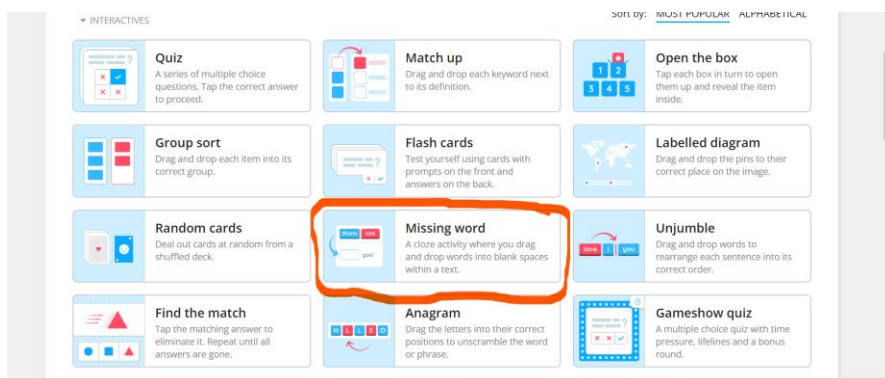 INTERACTIVES
Sort by: MOST POPULAR ALPHABETICAL
Quiz
A series of multiple choice
questions. Tap the correct answer
to proceed.
Match up
Drag and drop each keyword next
to its definition.
Open the box
Tap each box in turn to open
them up and reveal the item
inside.
1 2
3 4 5
Group sort
Drag and drop each item into its
correct group.
Flash cards
Test yourself using cards with
prompts on the front and
answers on the back.
Labelled diagram
Drag and drop the pins to their
correct place on the image.
Random cards
Deal out cards at random from a
shuffled deck.
Missing word
A cloze activity where you drag
and drop words into blank spaces
within a text.
you!
Unjumble
Drag and drop words to
rearrange each sentence into its
correct order.
love i you
Find the match
Tap the matching answer to
eliminate it. Repeat until all
answers are gone.
Anagram
Drag the letters into their correct
positions to unscramble the word
or phrase.
H L L E O
Gameshow quiz
A multiple choice quiz with time
pressure, lifelines and a bonus
round.